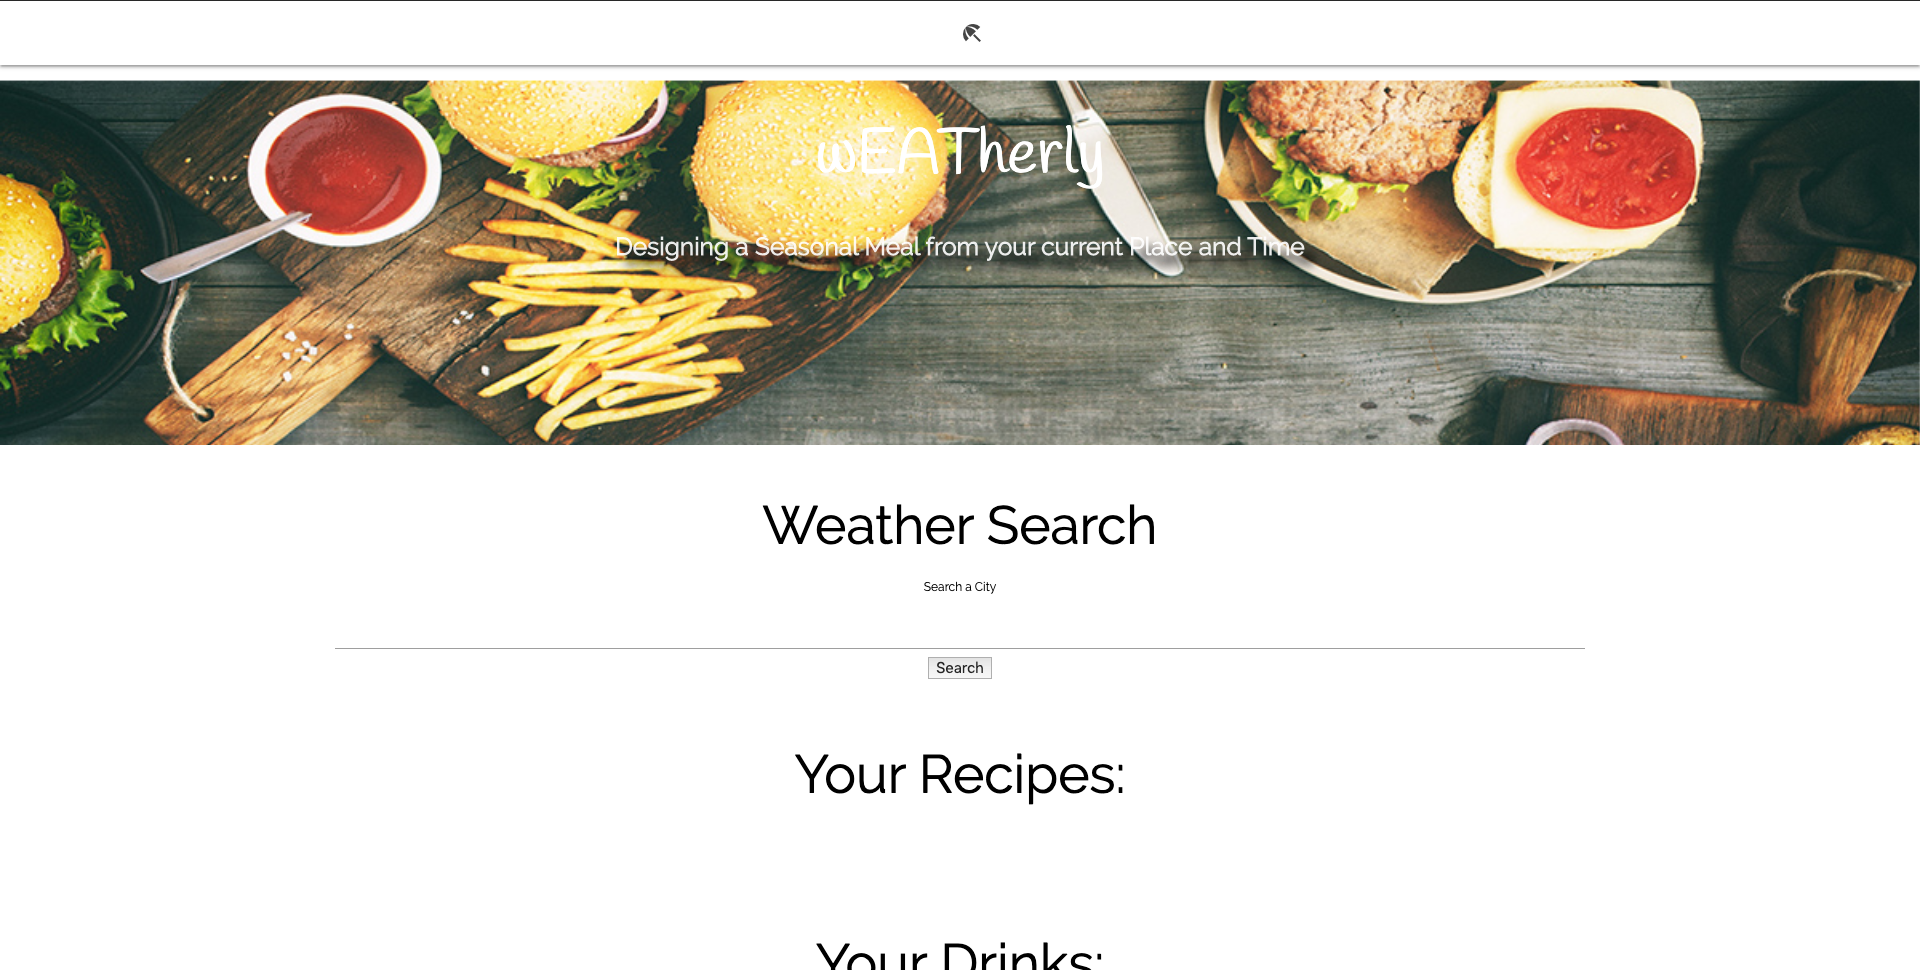 wEATherly
Designing a Seasonal Meal from your current Place and Time
Weather Search
Search a City
Search
Your Recipes:
Your Drinks: